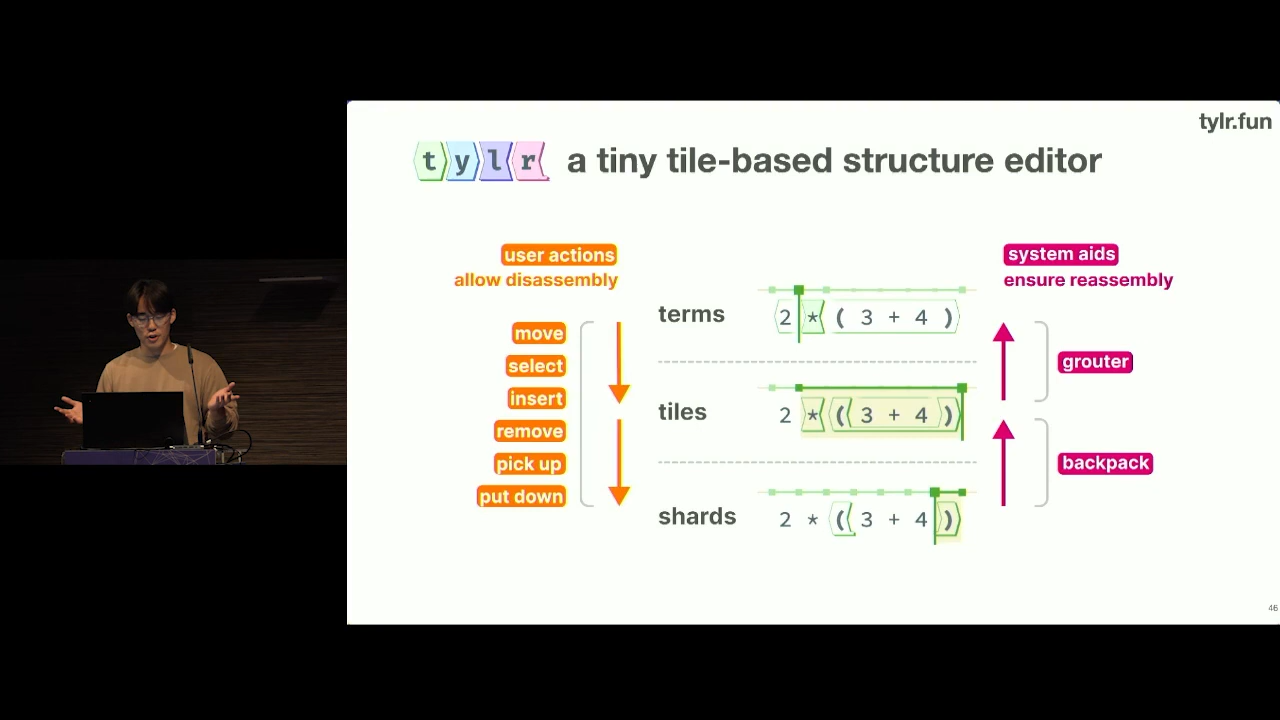 tylr.fun
tylr a tiny tile-based structure editor
user actions
allow disassembly
move
select
insert
remove
pick up
put down
terms
2 * ( 3 + 4 )
tiles
2 * ( ( 3 + 4 ) )
shards
2 * ( ( 3 + 4 ) )
system aids
ensure reassembly
grouter
backpack
46